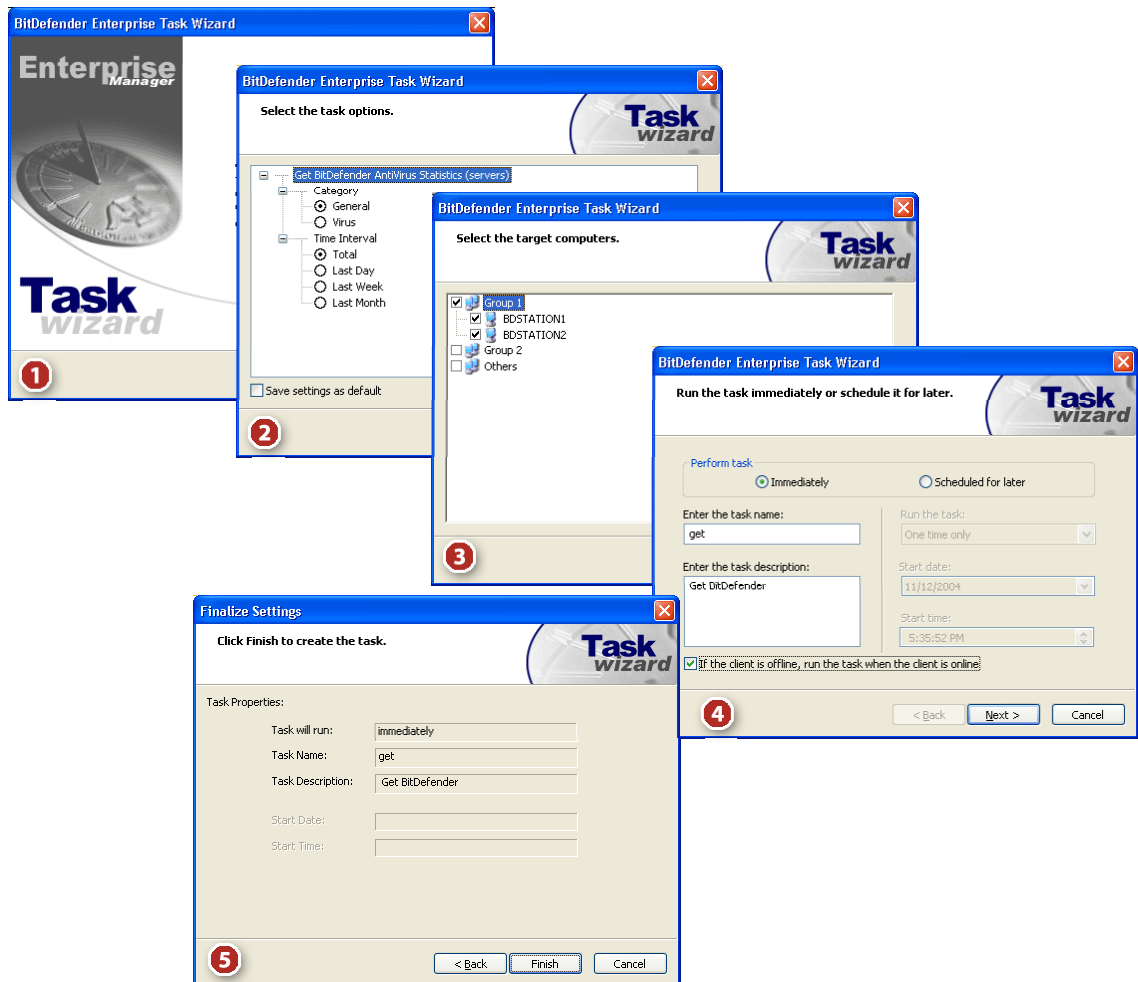 BitDefender Enterprise Task Wizard
Enterprise
Manager
Task
wizard
1
BitDefender Enterprise Task Wizard
Select the task options.
Task
wizard
Get BitDefender AntiVirus Statistics (servers)
Category
General
Virus
Time Interval
Total
Last Day
Last Week
Last Month
Save settings as default
2
BitDefender Enterprise Task Wizard
Select the target computers.
Task
wizard
Group 1
BDSTATION1
BDSTATION2
Group 2
Others
3
BitDefender Enterprise Task Wizard
Run the task immediately or schedule it for later.
Task
wizard
Perform task
Immediately
Scheduled for later
Enter the task name:
get
Enter the task description:
Get BitDefender
Run the task:
One time only
Start date:
11/12/2004
Start time:
5:35:52 PM
If the client is offline, run the task when the client is online
4
< Back
Next >
Cancel
Finalize Settings
Click Finish to create the task.
Task
wizard
Task Properties:
Task will run: immediately
Task Name: get
Task Description: Get BitDefender
Start Date:
Start Time:
5
< Back
Finish
Cancel